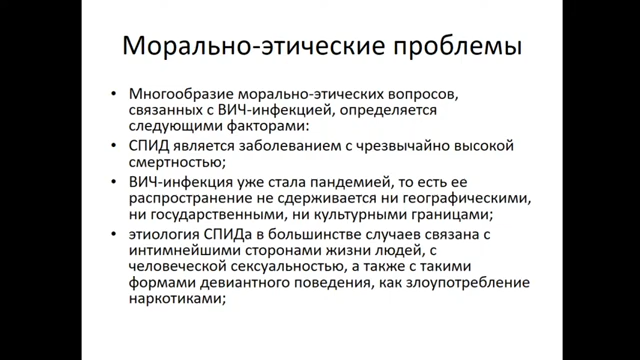 Морально-этические проблемы
• Многообразие морально-этических вопросов,
связанных с ВИЧ-инфекцией, определяется
следующими факторами:
• СПИД является заболеванием с чрезвычайно высокой
смертностью;
• ВИЧ-инфекция уже стала пандемией, то есть ее
распространение не сдерживается ни географическими,
ни государственными, ни культурными границами;
• этиология СПИДа в большинстве случаев связана с
интимнейшими сторонами жизни людей, с
человеческой сексуальностью, а также с такими
формами девиантного поведения, как злоупотребление
наркотиками;